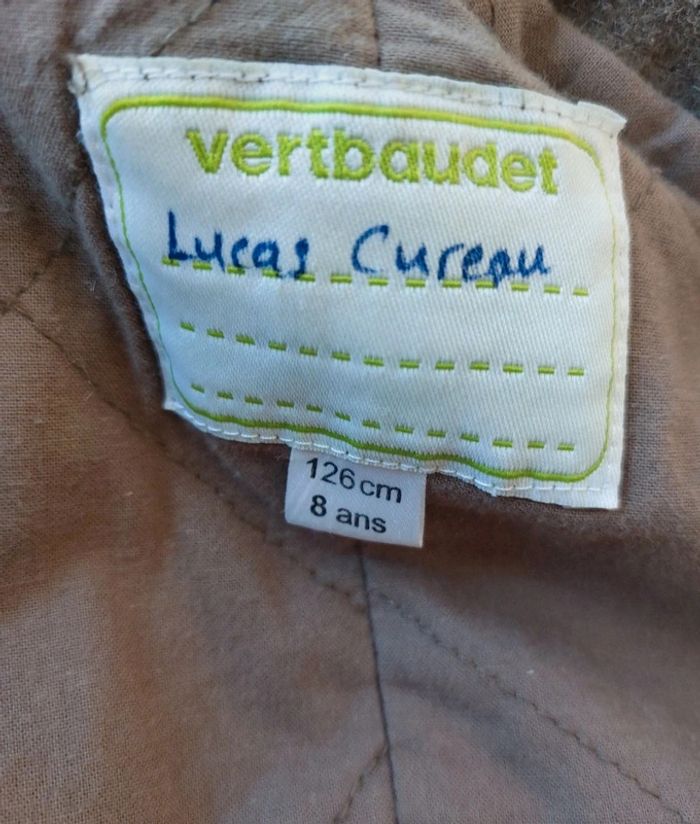 vertbaudet
Lucas Cureau
126 cm
8 ans